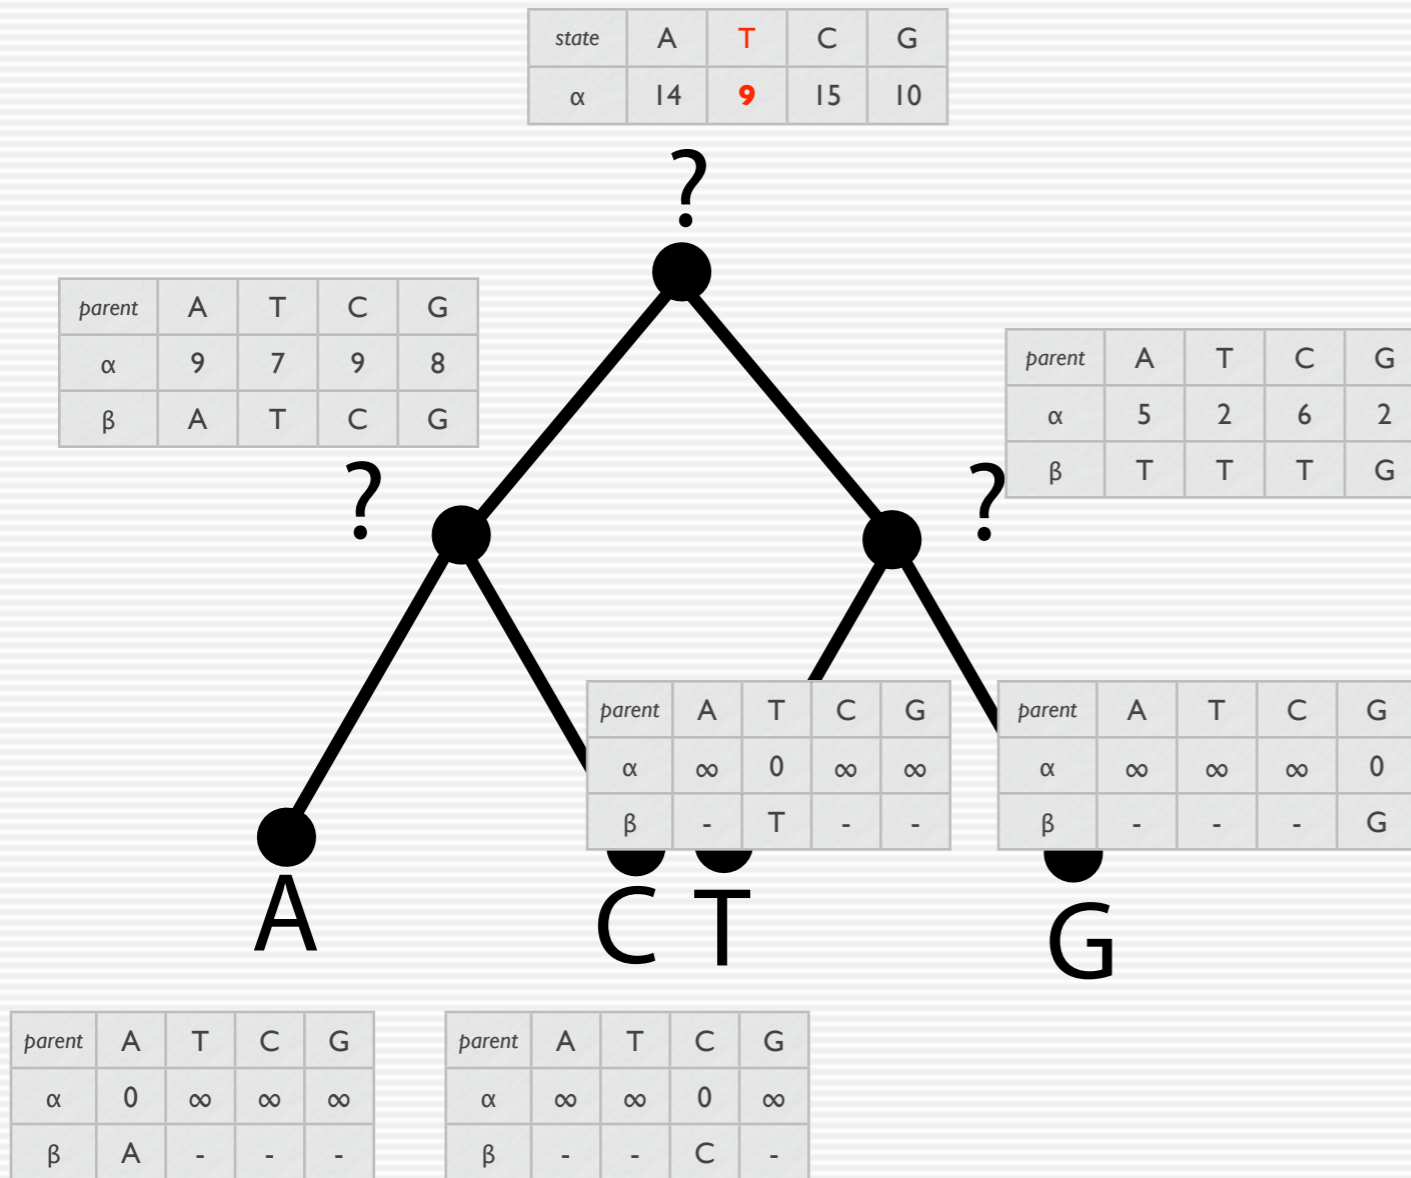 state A T C G
α 14 9 15 10
?
parent A T C G
α 9 7 9 8
β A T C G
parent A T C G
α 5 2 6 2
β T T T G
? ?
parent A T C G
α ∞ 0 ∞ ∞
β - T - -
parent A T C G
α ∞ ∞ ∞ 0
β - - - G
A C T G
parent A T C G
α 0 ∞ ∞ ∞
β A - - -
parent A T C G
α ∞ ∞ 0 ∞
β - - C -